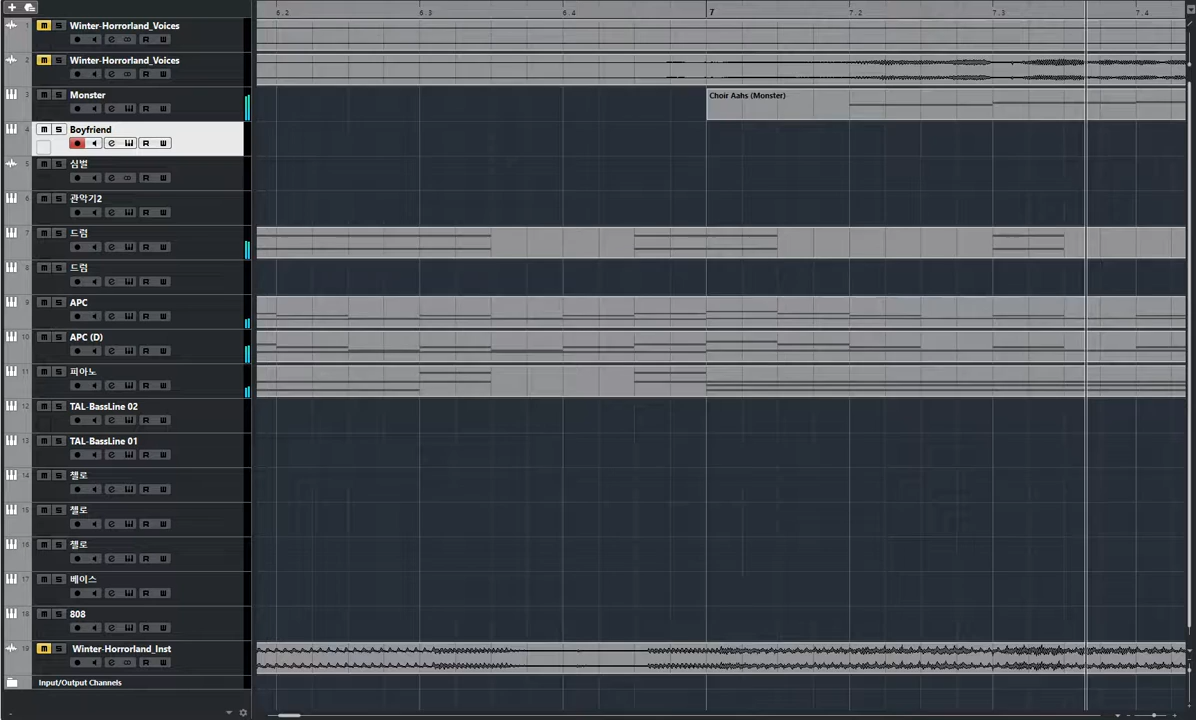 6.2 6.3 6.4 7 7.2 7.3 7.4
1 m S Winter-Horrorland_Voices
e R W
2 m S Winter-Horrorland_Voices
e R W
3 m S Monster
e R W
Choir Aahs (Monster)
4 m S Boyfriend
e R W
5 m S 심벌
e R W
6 m S 관악기2
e R W
7 m S 드럼
e R W
8 m S 드럼
e R W
9 m S APC
e R W
10 m S APC (D)
e R W
11 m S 피아노
e R W
12 m S TAL-BassLine 02
e R W
13 m S TAL-BassLine 01
e R W
14 m S 첼로
e R W
15 m S 첼로
e R W
16 m S 첼로
e R W
17 m S 베이스
e R W
18 m S 808
e R W
19 m S Winter-Horrorland_Inst
e R W
Input/Output Channels